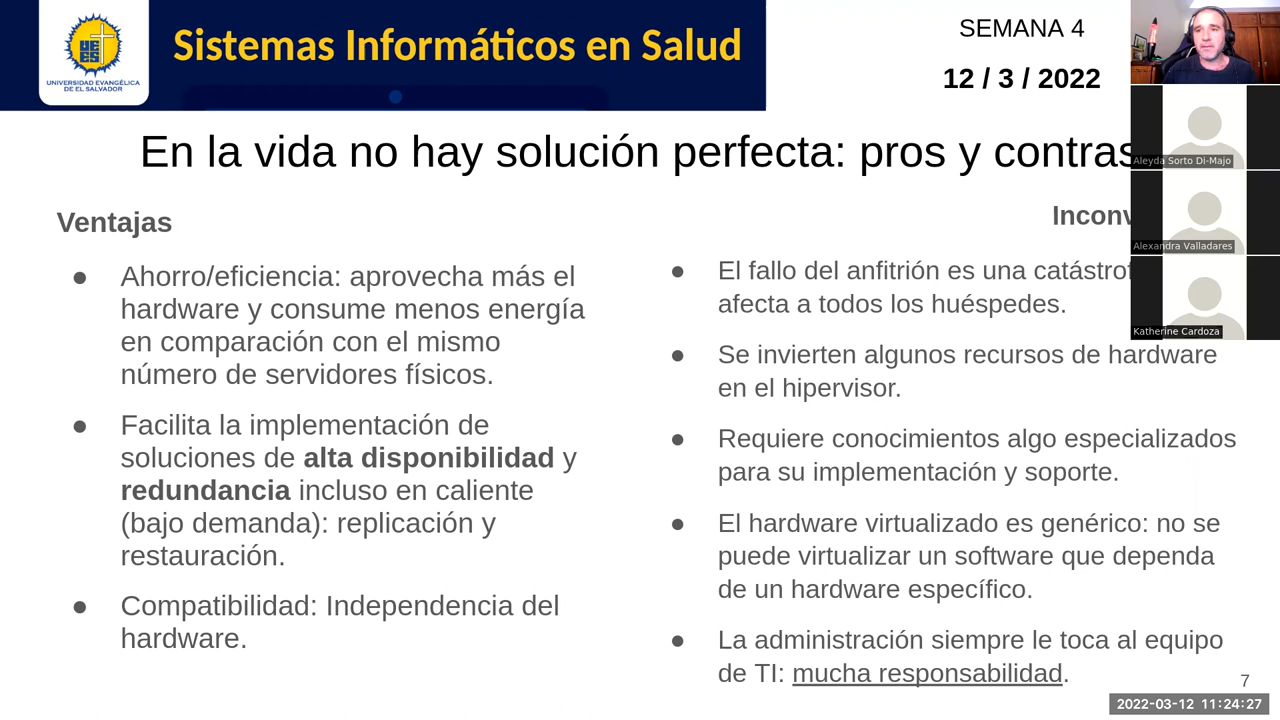 Sistemas Informáticos en Salud
UEES
UNIVERSIDAD EVANGÉLICA
DE EL SALVADOR
SEMANA 4
12 / 3 / 2022
En la vida no hay solución perfecta: pros y contras
Ventajas
● Ahorro/eficiencia: aprovecha más el
hardware y consume menos energía
en comparación con el mismo
número de servidores físicos.
● Facilita la implementación de
soluciones de alta disponibilidad y
redundancia incluso en caliente
(bajo demanda): replicación y
restauración.
● Compatibilidad: Independencia del
hardware.
● El fallo del anfitrión es una
afecta a todos los huéspedes.
● Se invierten algunos recursos de hardware
en el hipervisor.
● Requiere conocimientos algo especializados
para su implementación y soporte.
● El hardware virtualizado es genérico: no se
puede virtualizar un software que dependa
de un hardware específico.
● La administración siempre le toca al equipo
de TI: mucha responsabilidad.
Aleyda Sorto Di-Majo
Alexandra Valladares
Katherine Cardoza
7
2022-03-12 11:24:27